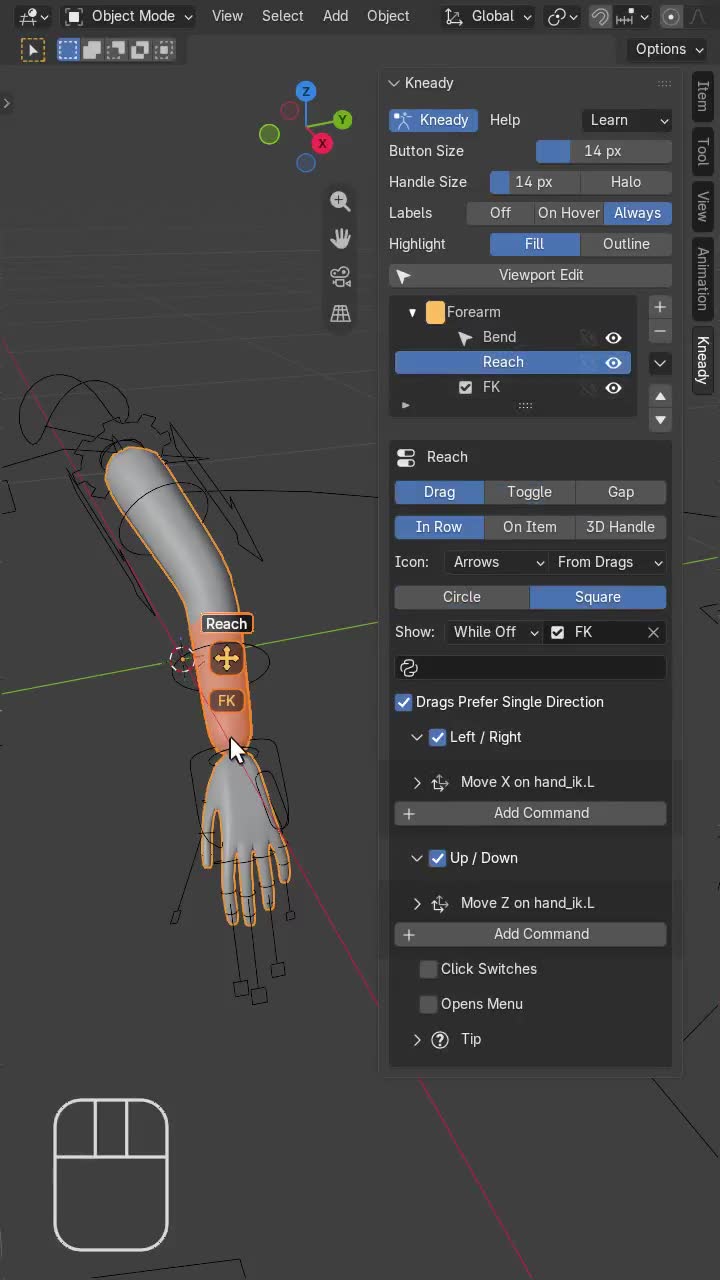 Object Mode View Select Add Object Global
Options
Kneady
Kneady Help Learn
Button Size 14 px
Handle Size 14 px Halo
Labels Off On Hover Always
Highlight Fill Outline
Viewport Edit
Forearm
Bend
Reach
FK
Reach
Drag Toggle Gap
In Row On Item 3D Handle
Icon: Arrows From Drags
Circle Square
Show: While Off FK
Drags Prefer Single Direction
Left / Right
Move X on hand_ik.L
Add Command
Up / Down
Move Z on hand_ik.L
Add Command
Click Switches
Opens Menu
Tip
Item
Tool
View
Animation
Kneady
Z
Y
X
Reach
FK